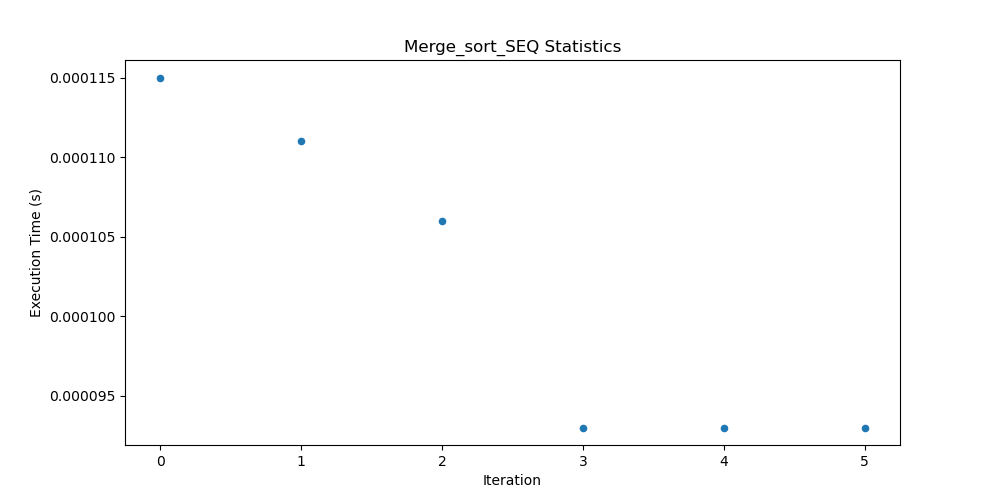 Merge_sort_SEQ Statistics
0.000115
0.000110
0.000105
0.000100
0.000095
Execution Time (s)
0 1 2 3 4 5
Iteration